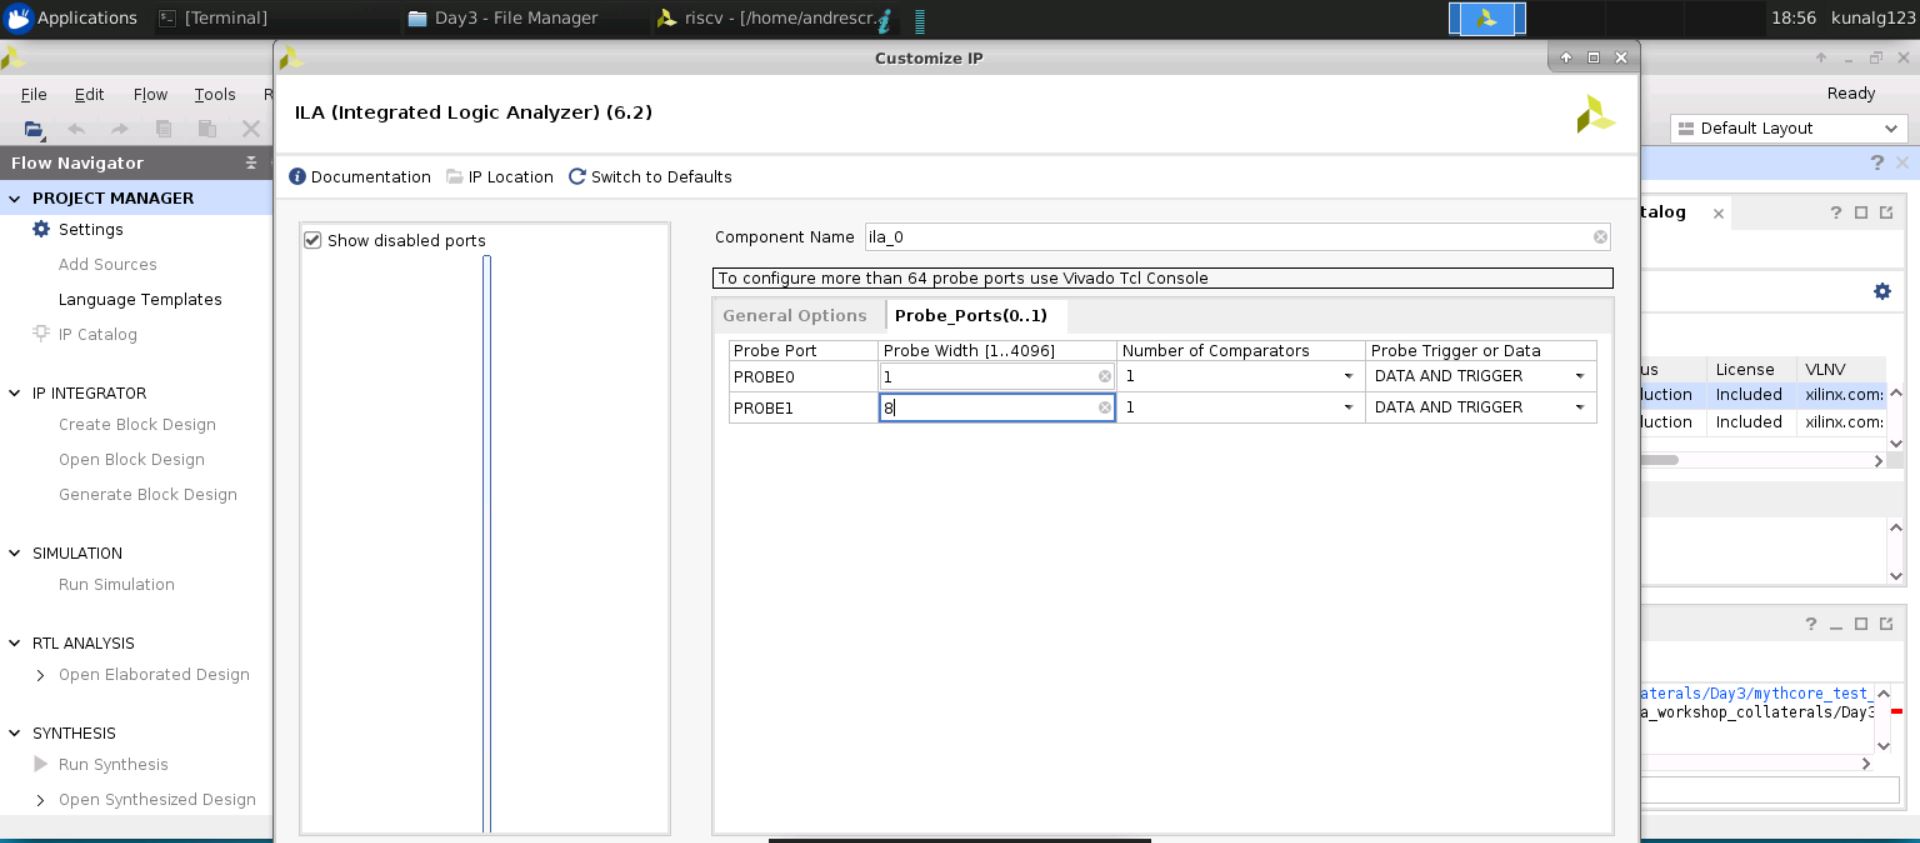 Applications
[Terminal]
Day3 - File Manager
riscv - [/home/andrescr.
18:56
kunalg123
Customize IP
File
Edit
Flow
Tools
R
Ready
ILA (Integrated Logic Analyzer) (6.2)
Default Layout
Flow Navigator
Documentation
IP Location
Switch to Defaults
PROJECT MANAGER
Settings
Add Sources
Language Templates
IP Catalog
IP INTEGRATOR
Create Block Design
Open Block Design
Generate Block Design
SIMULATION
Run Simulation
RTL ANALYSIS
Open Elaborated Design
SYNTHESIS
Run Synthesis
Open Synthesized Design
Show disabled ports
Component Name ila_0
To configure more than 64 probe ports use Vivado Tcl Console
General Options
Probe_Ports(0..1)
Probe Port Probe Width [1..4096] Number of Comparators Probe Trigger or Data
PROBE0 1 1 DATA AND TRIGGER
PROBE1 8 1 DATA AND TRIGGER
talog
us License VLNV
luction Included xilinx.com:
luction Included xilinx.com:
aterals/Day3/mythcore_test_
a_workshop_collaterals/Day3